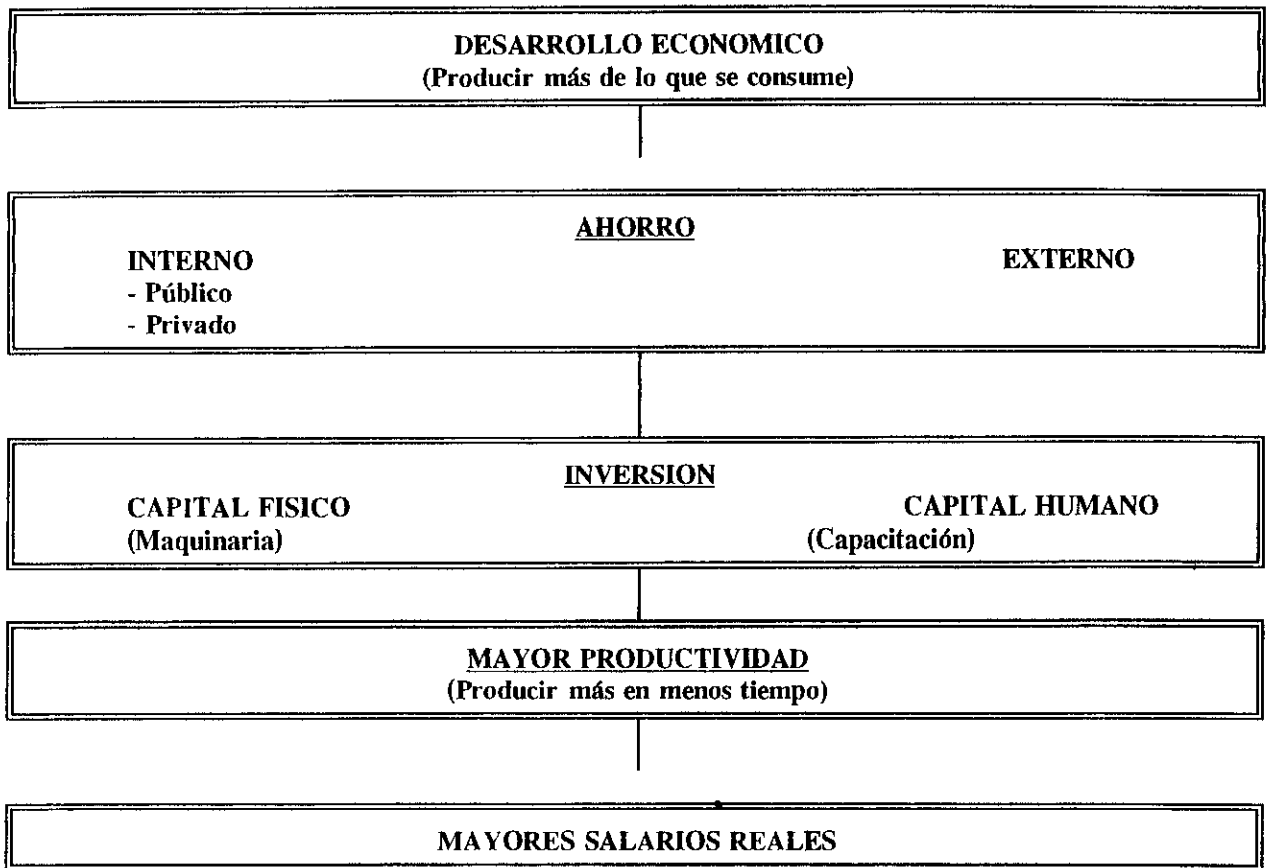 DESARROLLO ECONOMICO
(Producir más de lo que se consume)
AHORRO
INTERNO EXTERNO
- Público
- Privado
INVERSION
CAPITAL FISICO CAPITAL HUMANO
(Maquinaria) (Capacitación)
MAYOR PRODUCTIVIDAD
(Producir más en menos tiempo)
MAYORES SALARIOS REALES